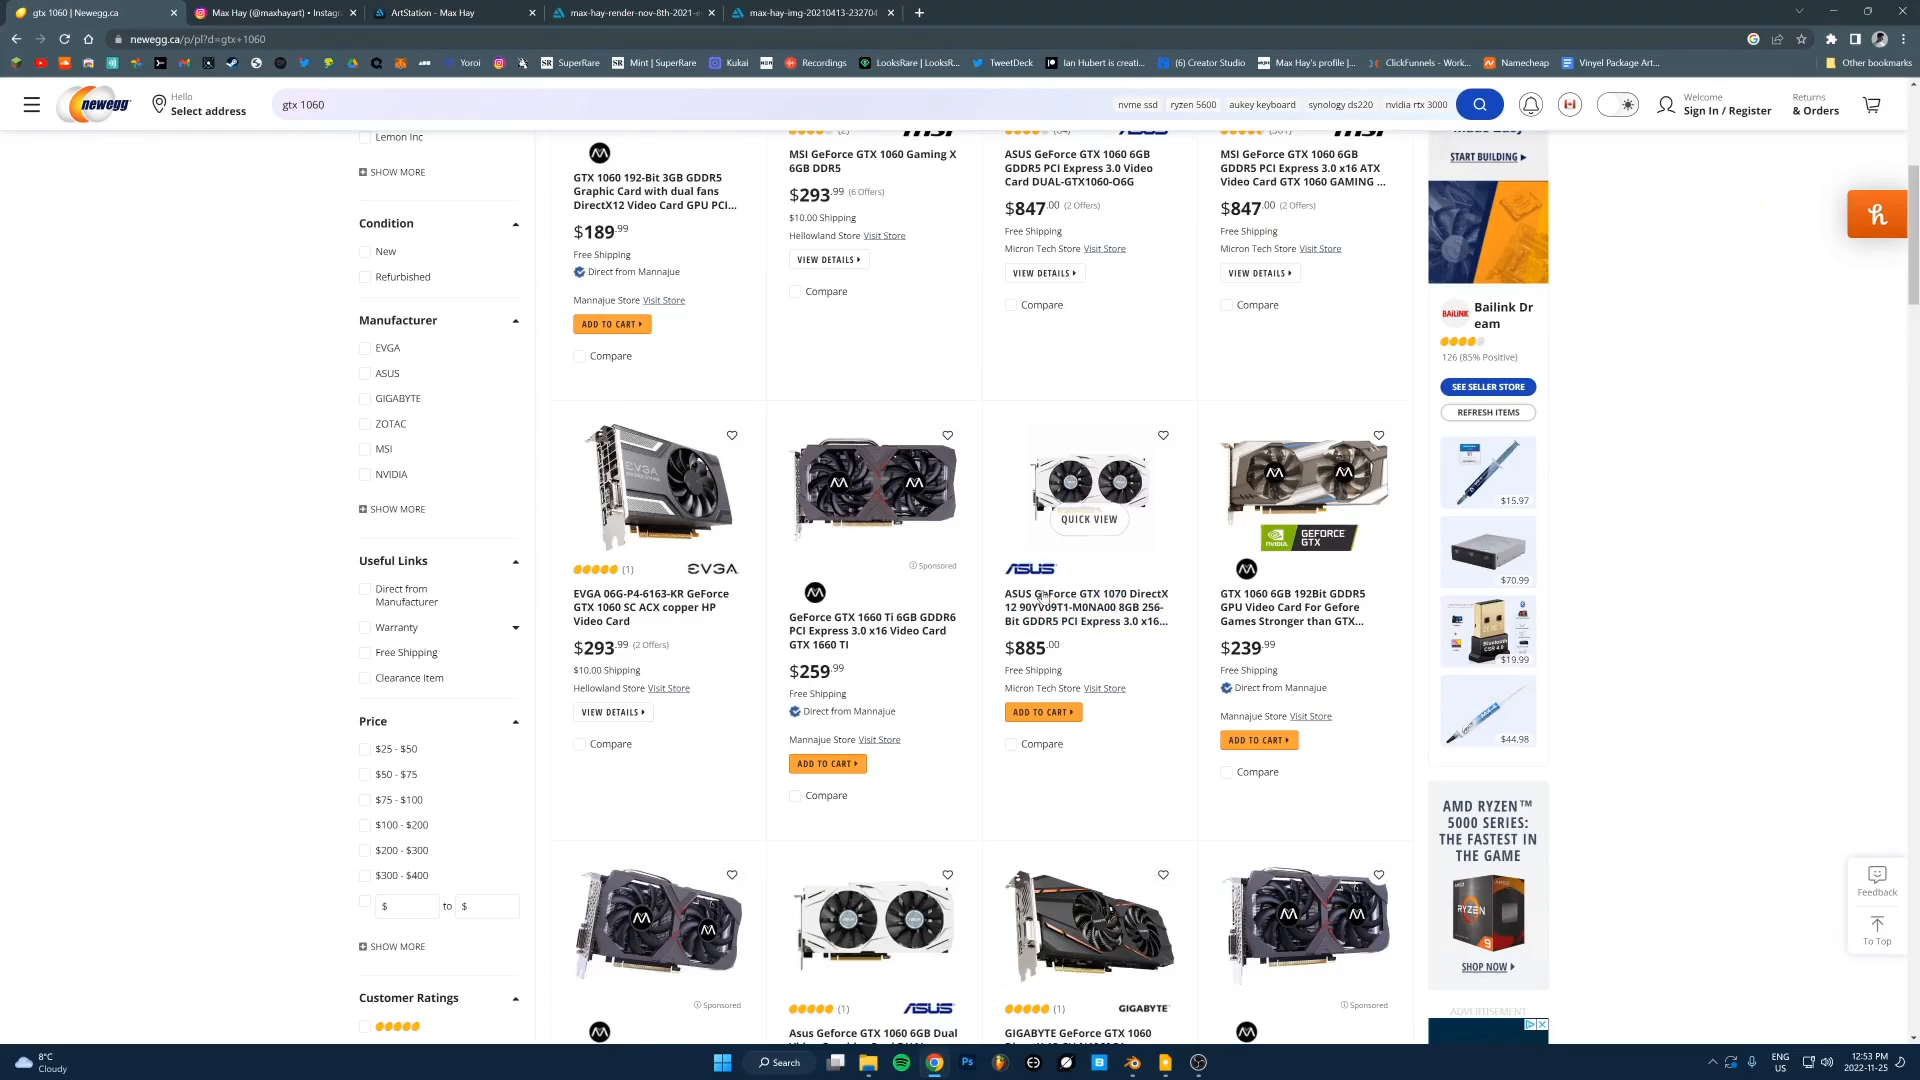 gtx 1060 | Newegg.ca
Max Hay (@maxhayart) • Instagr
ArtStation - Max Hay
max-hay-render-nov-8th-2021-e
max-hay-img-20210413-232704
newegg.ca/p/pl?d=gtx+1060
Yoroi
SuperRare
Mint | SuperRare
Kukai
Recordings
LooksRare | LooksR...
TweetDeck
Ian Hubert is creati...
(6) Creator Studio
Max Hay's profile |...
ClickFunnels - Work...
Namecheap
Vinyel Package Art...
Other bookmarks
newegg
Hello
Select address
gtx 1060
nvme ssd
ryzen 5600
aukey keyboard
synology ds220
nvidia rtx 3000
Welcome
Sign In / Register
Returns
& Orders
Lemon Inc
SHOW MORE
Condition
New
Refurbished
Manufacturer
EVGA
ASUS
GIGABYTE
ZOTAC
MSI
NVIDIA
SHOW MORE
Useful Links
Direct from
Manufacturer
Warranty
Free Shipping
Clearance Item
Price
$25 - $50
$50 - $75
$75 - $100
$100 - $200
$200 - $300
$300 - $400
$ to $
SHOW MORE
Customer Ratings
GTX 1060 192-Bit 3GB GDDR5
Graphic Card with dual fans
DirectX12 Video Card GPU PCI...
$189.99
Free Shipping
Direct from Mannajue
Mannajue Store Visit Store
ADD TO CART
Compare
MSI GeForce GTX 1060 Gaming X
6GB DDR5
$293.99 (6 Offers)
$10.00 Shipping
Hellowland Store Visit Store
VIEW DETAILS
Compare
ASUS GeForce GTX 1060 6GB
GDDR5 PCI Express 3.0 Video
Card DUAL-GTX1060-O6G
$847.00 (2 Offers)
Free Shipping
Micron Tech Store Visit Store
VIEW DETAILS
Compare
MSI GeForce GTX 1060 6GB
GDDR5 PCI Express 3.0 x16 ATX
Video Card GTX 1060 GAMING ...
$847.00 (2 Offers)
Free Shipping
Micron Tech Store Visit Store
VIEW DETAILS
Compare
(1) EVGA
EVGA 06G-P4-6163-KR GeForce
GTX 1060 SC ACX copper HP
Video Card
$293.99 (2 Offers)
$10.00 Shipping
Hellowland Store Visit Store
VIEW DETAILS
Compare
Sponsored
GeForce GTX 1660 Ti 6GB GDDR6
PCI Express 3.0 x16 Video Card
GTX 1660 TI
$259.99
Free Shipping
Direct from Mannajue
Mannajue Store Visit Store
ADD TO CART
Compare
QUICK VIEW
ASUS
ASUS GeForce GTX 1070 DirectX
12 90YV09T1-M0NA00 8GB 256-
Bit GDDR5 PCI Express 3.0 x16...
$885.00
Free Shipping
Micron Tech Store Visit Store
ADD TO CART
Compare
NVIDIA GEFORCE
GTX
GTX 1060 6GB 192Bit GDDR5
GPU Video Card For Gefore
Games Stronger than GTX...
$239.99
Free Shipping
Direct from Mannajue
Mannajue Store Visit Store
ADD TO CART
Compare
Sponsored
(1) ASUS
Asus Geforce GTX 1060 6GB Dual
(1) GIGABYTE
GIGABYTE GeForce GTX 1060
Sponsored
START BUILDING
BAILINK
Bailink Dr
eam
126 (85% Positive)
SEE SELLER STORE
REFRESH ITEMS
$15.97
$70.99
$19.99
$44.98
AMD RYZEN™
5000 SERIES:
THE FASTEST IN
THE GAME
RYZEN
9
SHOP NOW
ADVERTISEMENT
Feedback
To Top
8°C
Cloudy
Search
ENG
US
12:53 PM
2022-11-25